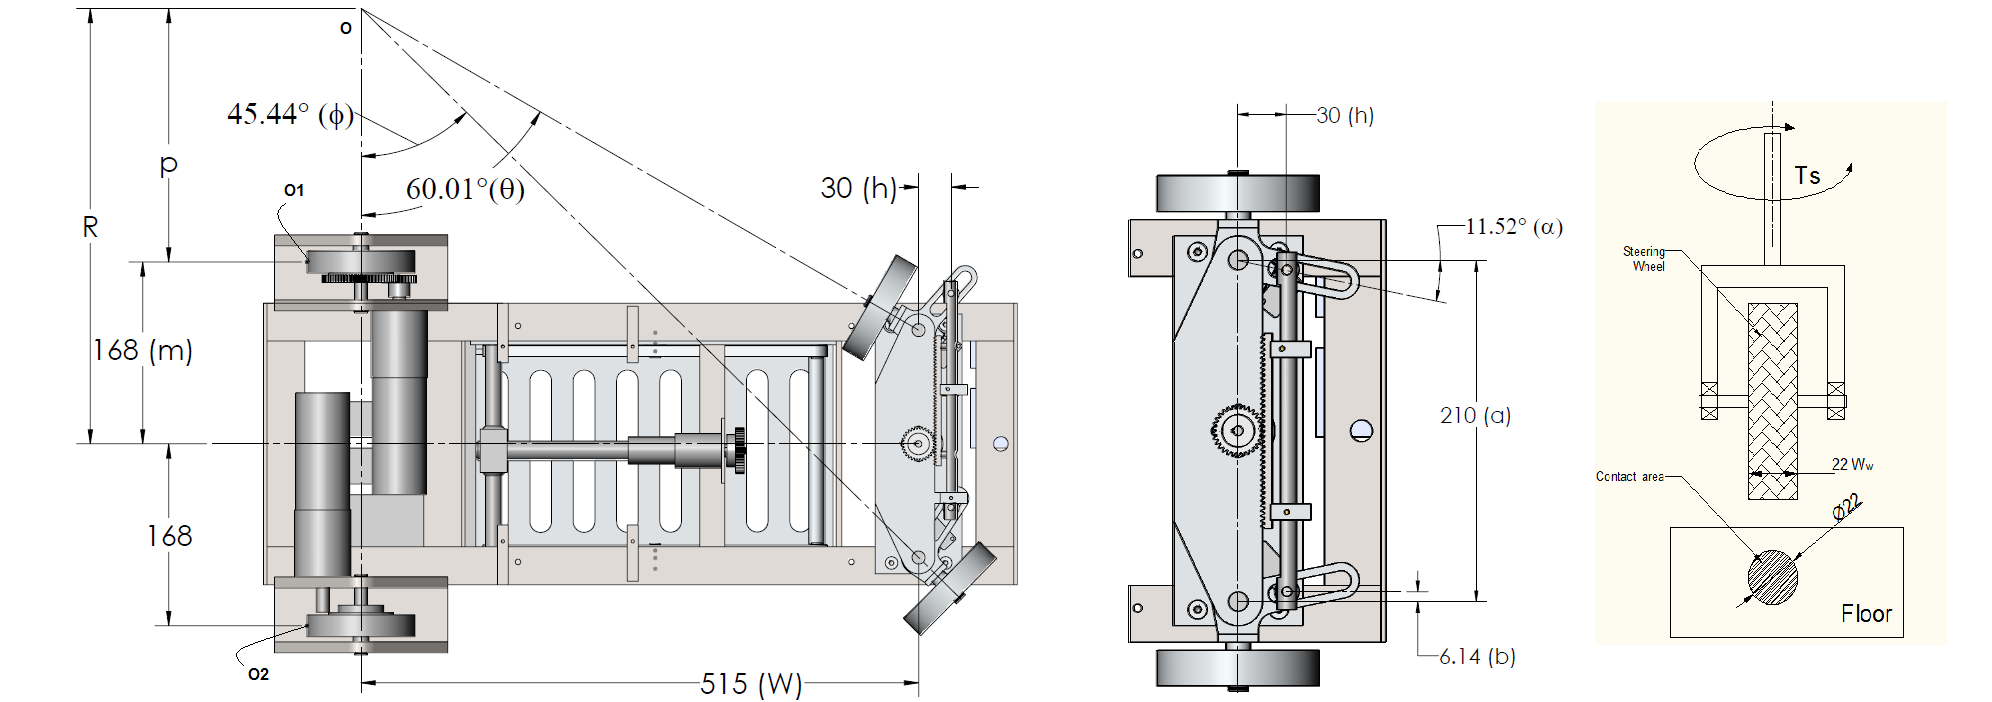 O
45.44° (ϕ)
p
O1
60.01°(θ)
30 (h)
R
168 (m)
168
O2
515 (W)
30 (h)
11.52° (α)
210 (a)
6.14 (b)
Ts
Steering
Wheel
22 Ww
Contact area
Ø22
Floor